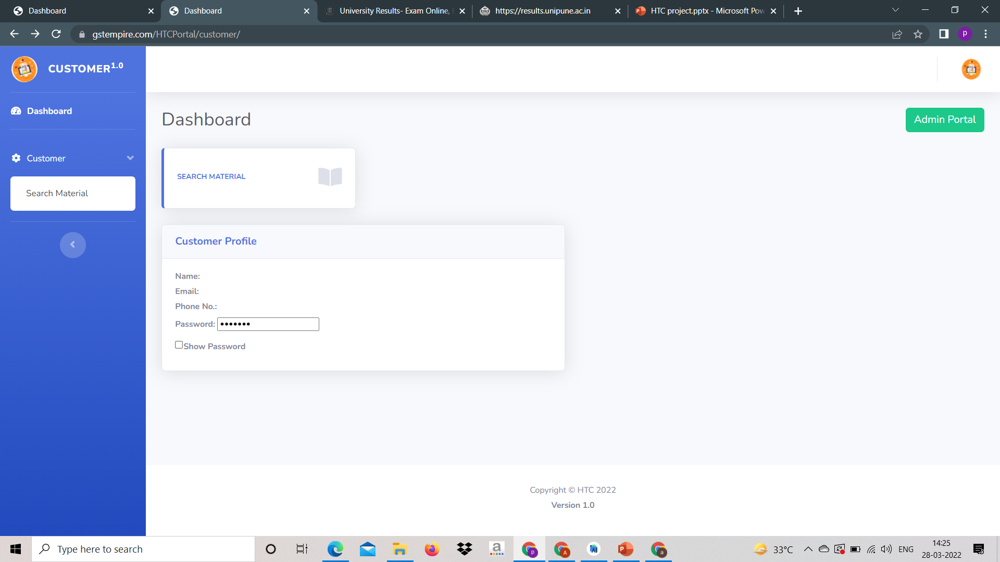 Dashboard
Dashboard
University Results- Exam Online,
https://results.unipune.ac.in
HTC project.pptx - Microsoft Pow
gstempire.com/HTCPortal/customer/
P
CUSTOMER1.0
Dashboard
Customer
Search Material
Dashboard
Admin Portal
SEARCH MATERIAL
Customer Profile
Name:
Email:
Phone No.:
Password: •••••••
Show Password
Copyright © HTC 2022
Version 1.0
Type here to search
33°C
ENG
14:25
28-03-2022